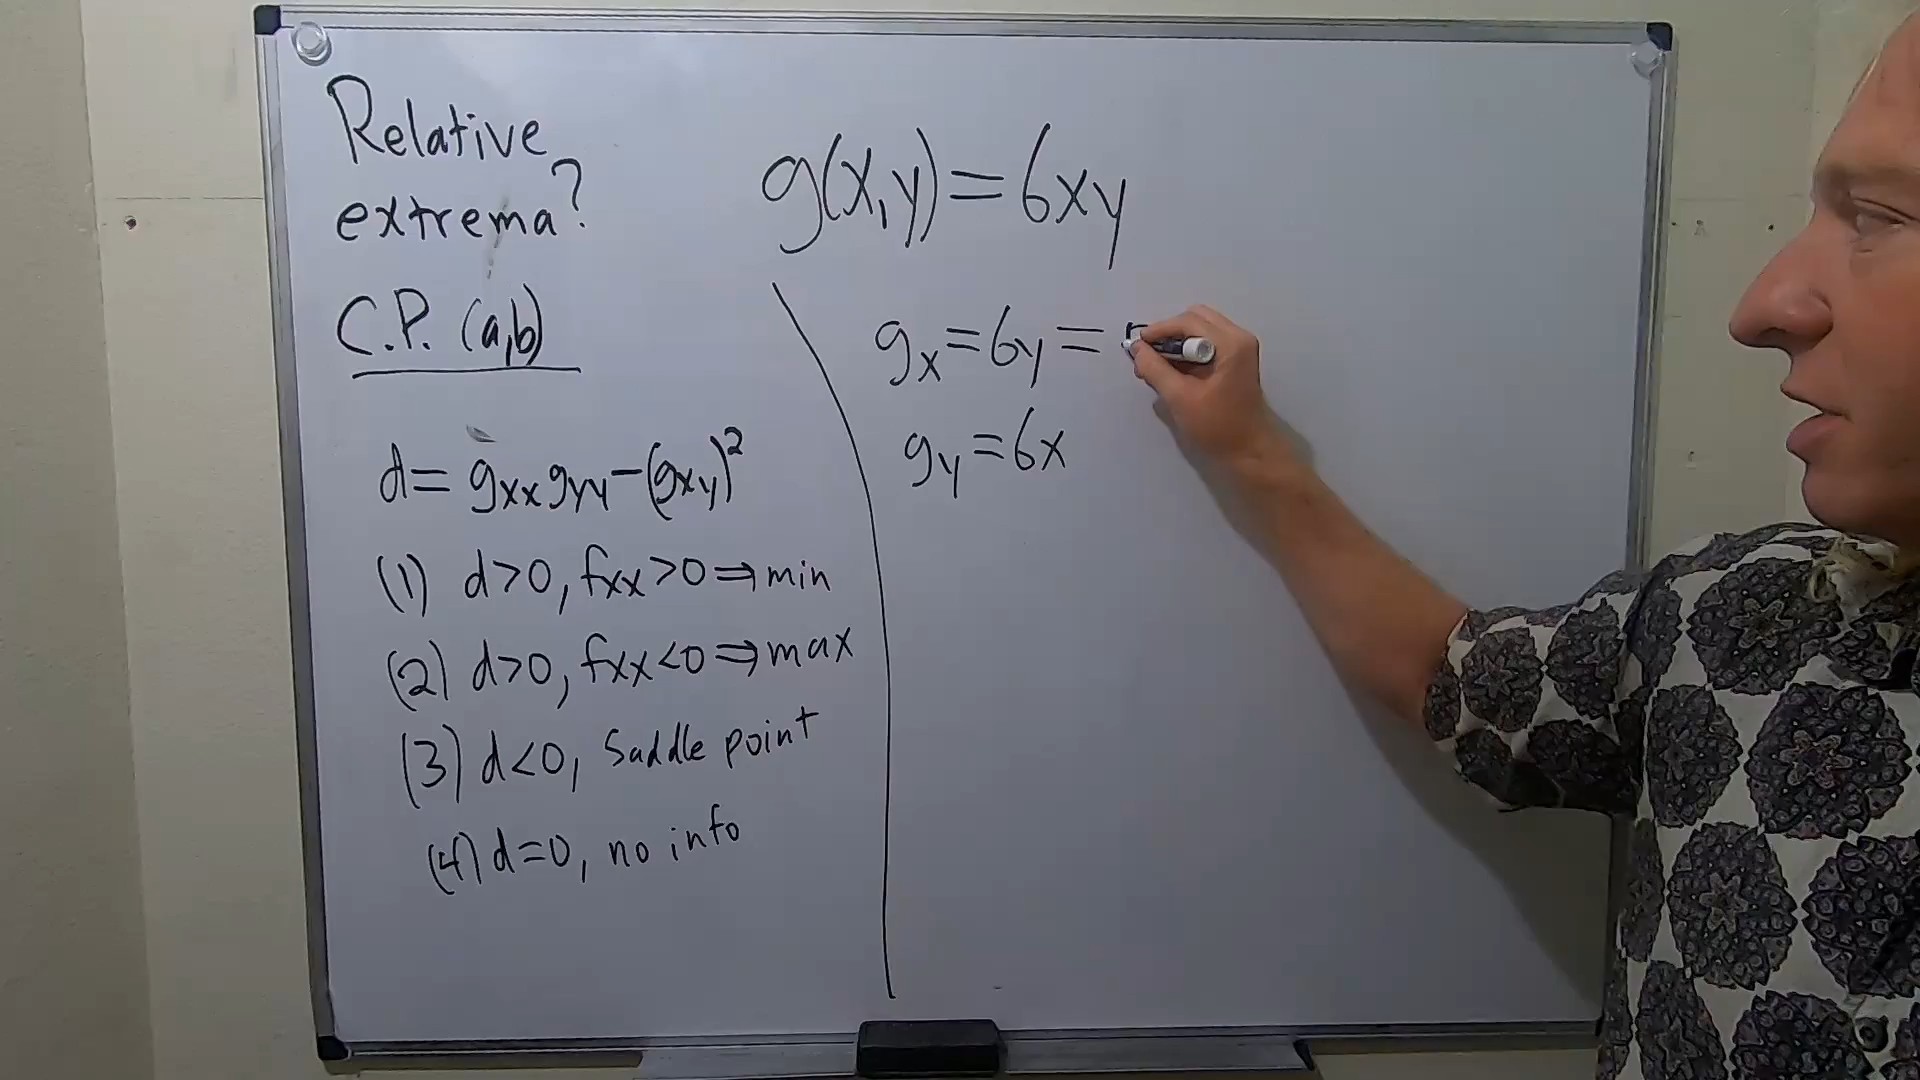 Relative
extrema?
C.P. (a,b)
d= gxx gyy-(gxy)²
(1) d>0, fxx>0⇒min
(2) d>0, fxx<0⇒max
(3) d<0, Saddle point
(4) d=0, no info
g(x,y)=6xy
gx=6y=
gy=6x